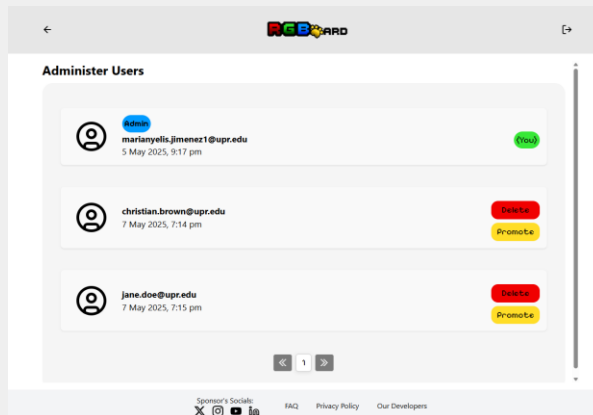 RGBoard
Administer Users
Admin
marianyelis.jimenez1@upr.edu
5 May 2025, 9:17 pm
(You)
christian.brown@upr.edu
7 May 2025, 7:14 pm
Delete
Promote
jane.doe@upr.edu
7 May 2025, 7:15 pm
Delete
Promote
1
Sponsor's Socials:
FAQ Privacy Policy Our Developers